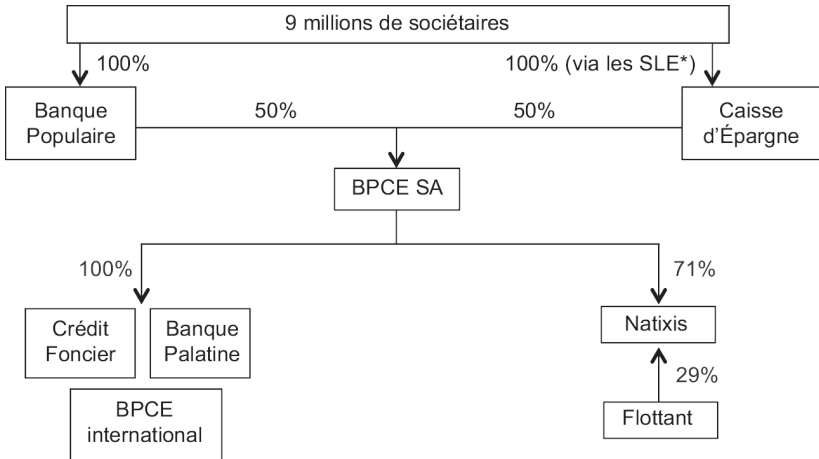 9 millions de sociétaires
100%
100% (via les SLE*)
Banque
Populaire
50%
50%
Caisse
d’Épargne
BPCE SA
100%
71%
Crédit
Foncier
Banque
Palatine
Natixis
29%
BPCE
international
Flottant